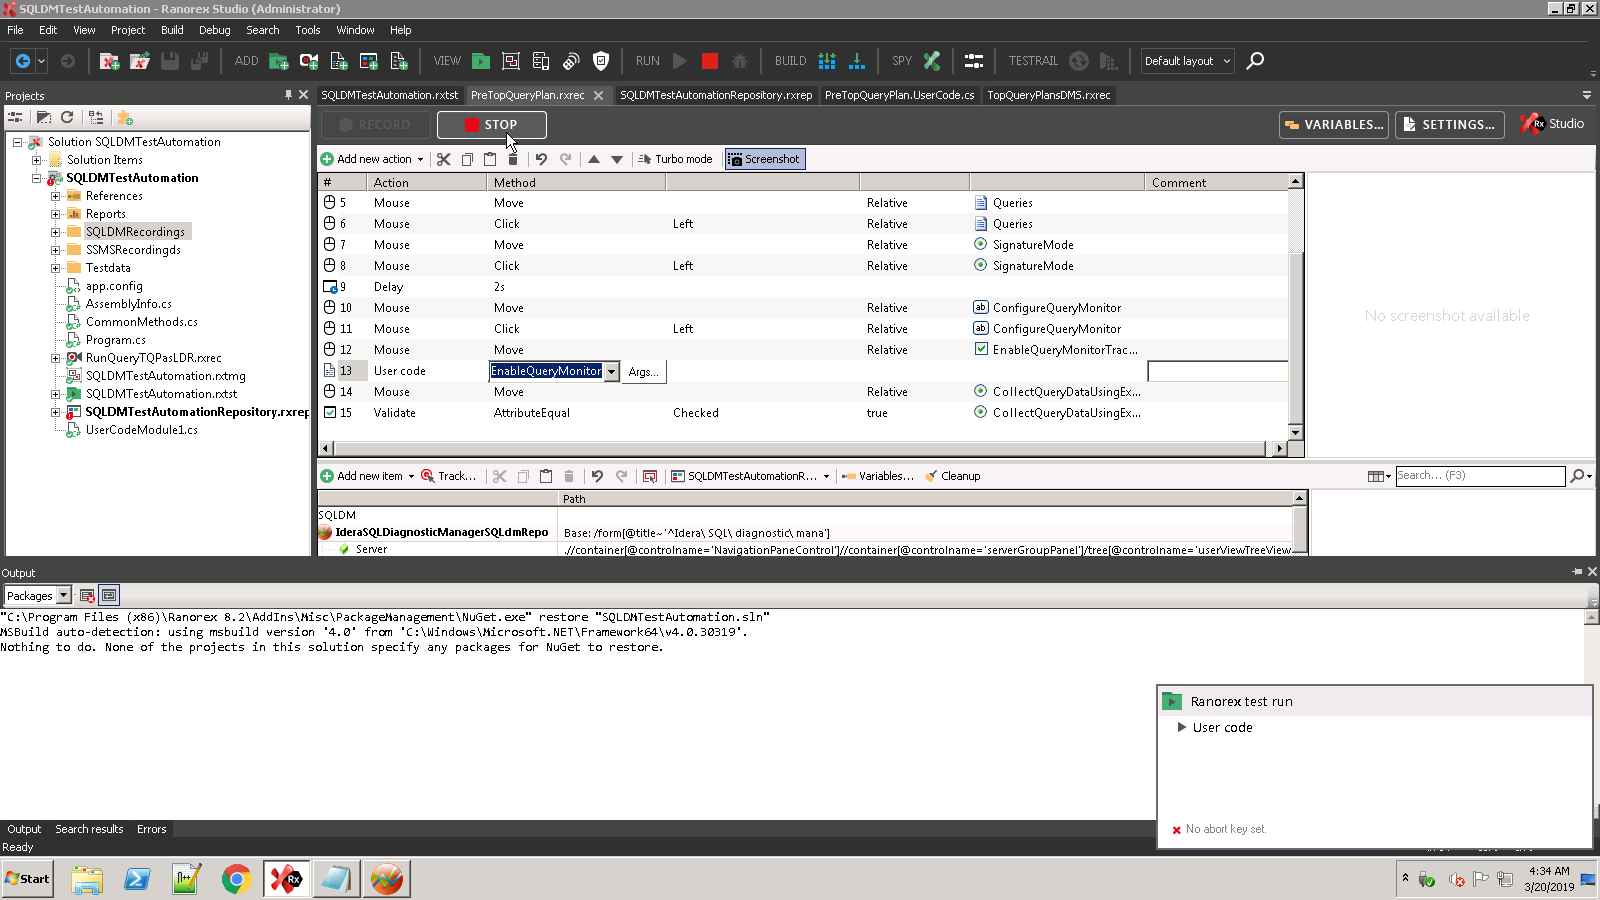 SQLDMTestAutomation - Ranorex Studio (Administrator)
File Edit View Project Build Debug Search Tools Window Help
ADD VIEW RUN BUILD SPY TESTRAIL Default layout
Projects
SQLDMTestAutomation.rxtst PreTopQueryPlan.rxrec SQLDMTestAutomationRepository.rxrep PreTopQueryPlan.UserCode.cs TopQueryPlansDM5.rxrec
RECORD STOP VARIABLES... SETTINGS... Rx Studio
Add new action Turbo mode Screenshot
Solution SQLDMTestAutomation
Solution Items
SQLDMTestAutomation
References
Reports
SQLDMRecordings
SSMSRecordingds
Testdata
app.config
AssemblyInfo.cs
CommonMethods.cs
Program.cs
RunQueryTQPasLDR.rxrec
SQLDMTestAutomation.rxtmg
SQLDMTestAutomation.rxtst
SQLDMTestAutomationRepository.rxrep
UserCodeModule1.cs
# Action Method Comment
5 Mouse Move Relative Queries
6 Mouse Click Left Relative Queries
7 Mouse Move Relative SignatureMode
8 Mouse Click Left Relative SignatureMode
9 Delay 2s
10 Mouse Move Relative ab ConfigureQueryMonitor
11 Mouse Click Left Relative ab ConfigureQueryMonitor
12 Mouse Move Relative EnableQueryMonitorTrac...
13 User code EnableQueryMonitor Args...
14 Mouse Move Relative CollectQueryDataUsingEx...
15 Validate AttributeEqual Checked true CollectQueryDataUsingEx...
No screenshot available
Add new item Track... SQLDMTestAutomationR... Variables... Cleanup Search... (F3)
Path
SQLDM
IderaSQLDiagnosticManagerSQLdmRepo Base: /form[@title~'^Idera\ SQL\ diagnostic\ mana']
Server .//container[@controlname='NavigationPaneControl']//container[@controlname='serverGroupPanel']/tree[@controlname='userViewTreeView
Output
Packages
"C:\Program Files (x86)\Ranorex 8.2\AddIns\Misc\PackageManagement\NuGet.exe" restore "SQLDMTestAutomation.sln"
MSBuild auto-detection: using msbuild version '4.0' from 'C:\Windows\Microsoft.NET\Framework64\v4.0.30319'.
Nothing to do. None of the projects in this solution specify any packages for NuGet to restore.
Ranorex test run
User code
No abort key set.
Output Search results Errors
Ready
Start
4:34 AM
3/20/2019